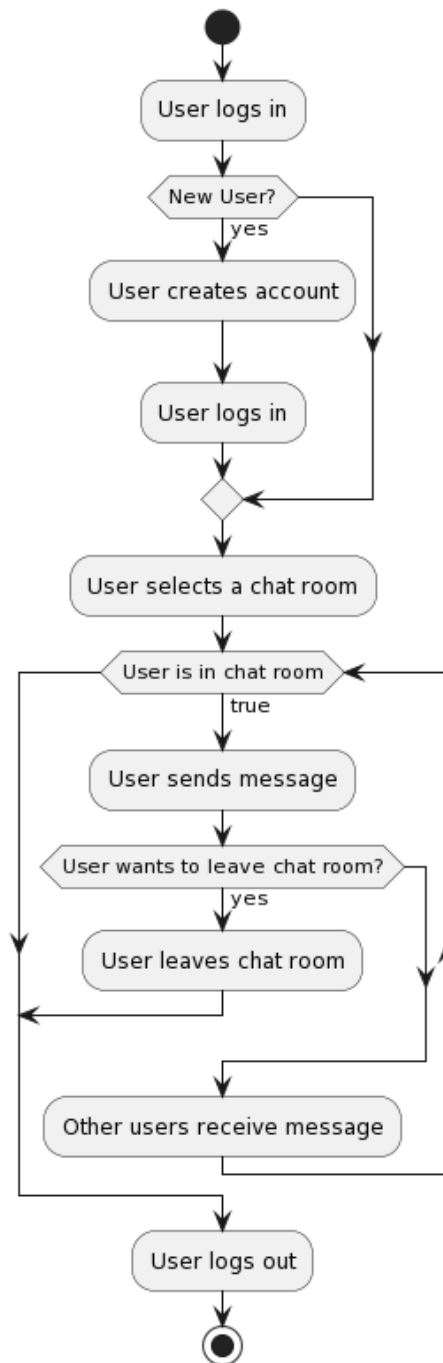 User logs in
New User?
yes
User creates account
User logs in
User selects a chat room
User is in chat room
true
User sends message
User wants to leave chat room?
yes
User leaves chat room
Other users receive message
User logs out